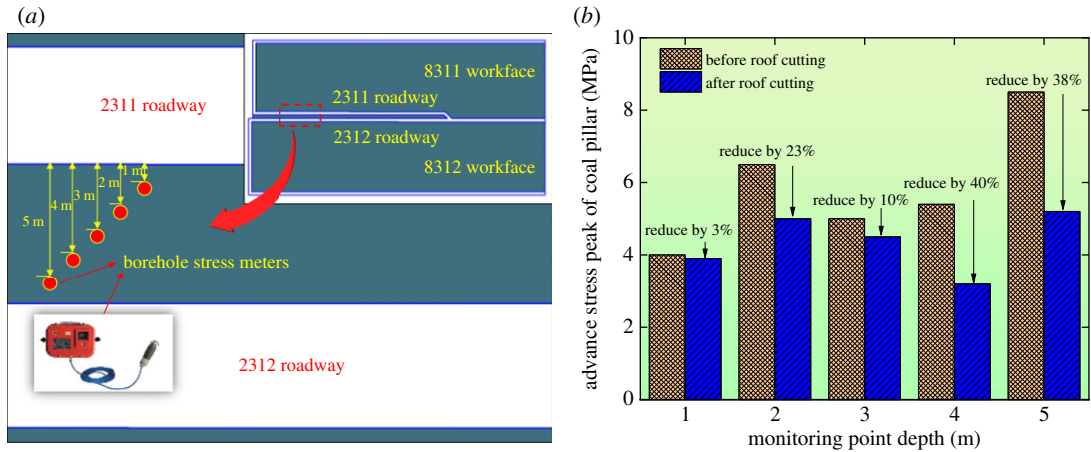 (a)
2311 roadway
8311 workface
2311 roadway
2312 roadway
8312 workface
1 m
2 m
3 m
4 m
5 m
borehole stress meters
2312 roadway
(b)
advance stress peak of coal pillar (MPa)
10
8
6
4
2
0
before roof cutting
after roof cutting
reduce by 3%
reduce by 23%
reduce by 10%
reduce by 40%
reduce by 38%
1 2 3 4 5
monitoring point depth (m)